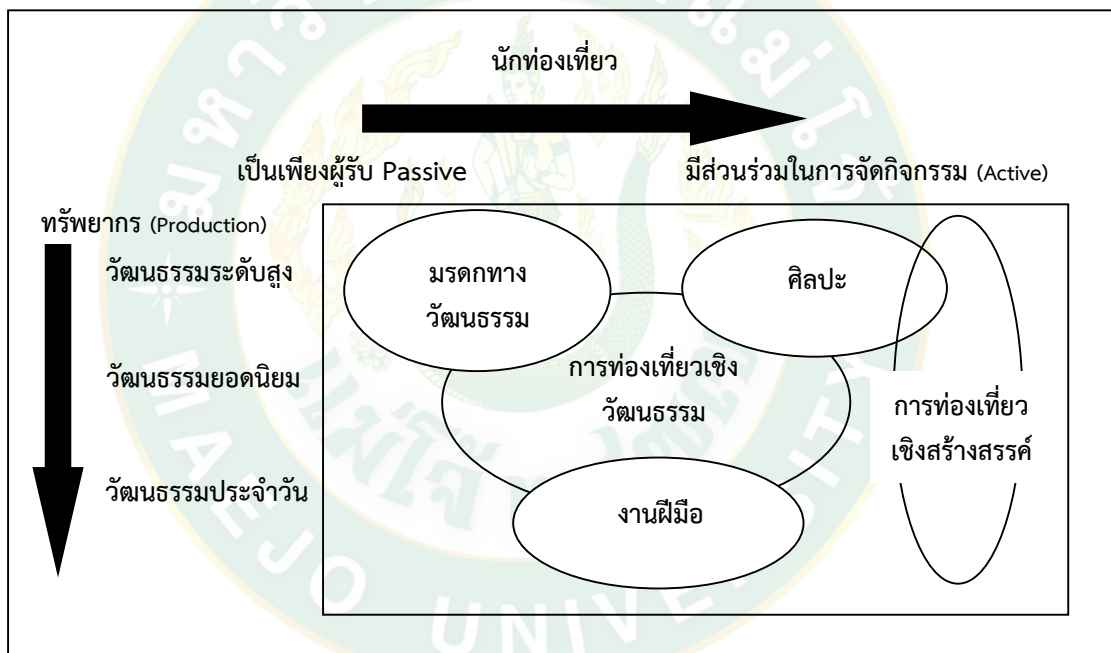 นักท่องเที่ยว
เป็นเพียงผู้รับ Passive
มีส่วนร่วมในการจัดกิจกรรม (Active)
ทรัพยากร (Production)
วัฒนธรรมระดับสูง
มรดกทาง
วัฒนธรรม
ศิลปะ
วัฒนธรรมยอดนิยม
การท่องเที่ยวเชิง
วัฒนธรรม
การท่องเที่ยว
เชิงสร้างสรรค์
วัฒนธรรมประจำวัน
งานฝีมือ
MAEJO UNIVERSITY